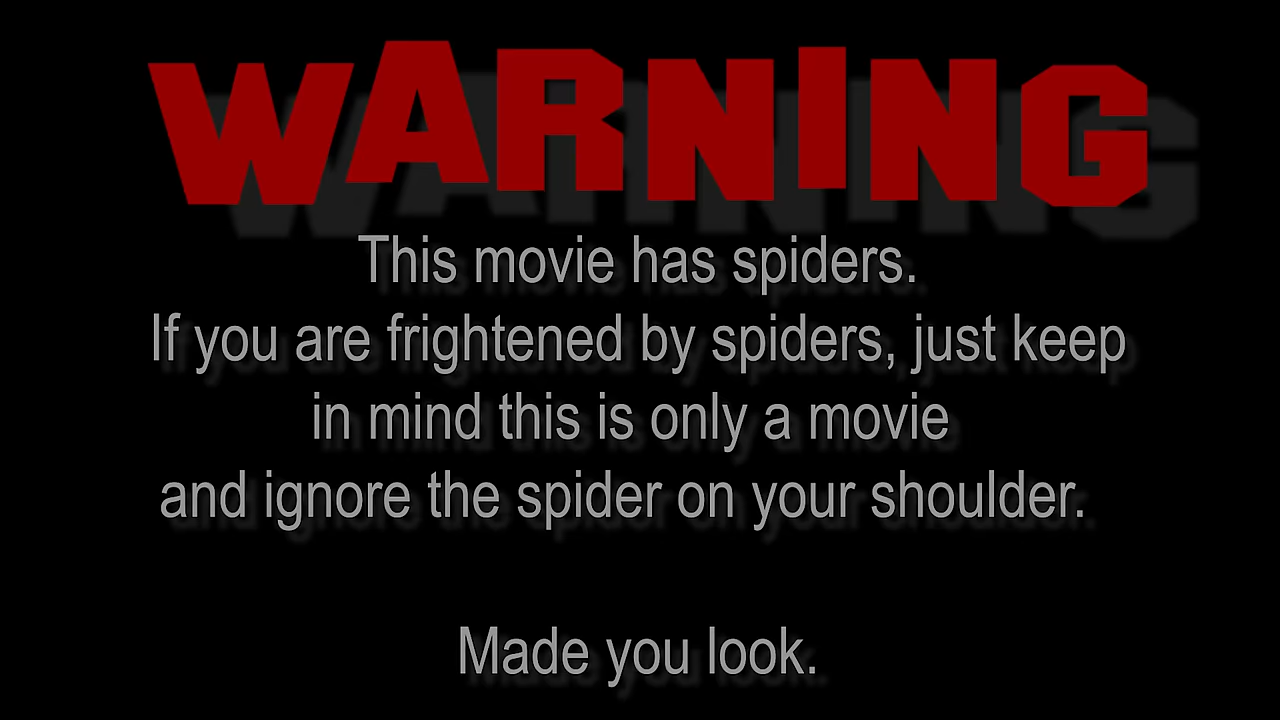 WARNING
This movie has spiders.
If you are frightened by spiders, just keep
in mind this is only a movie
and ignore the spider on your shoulder.
Made you look.